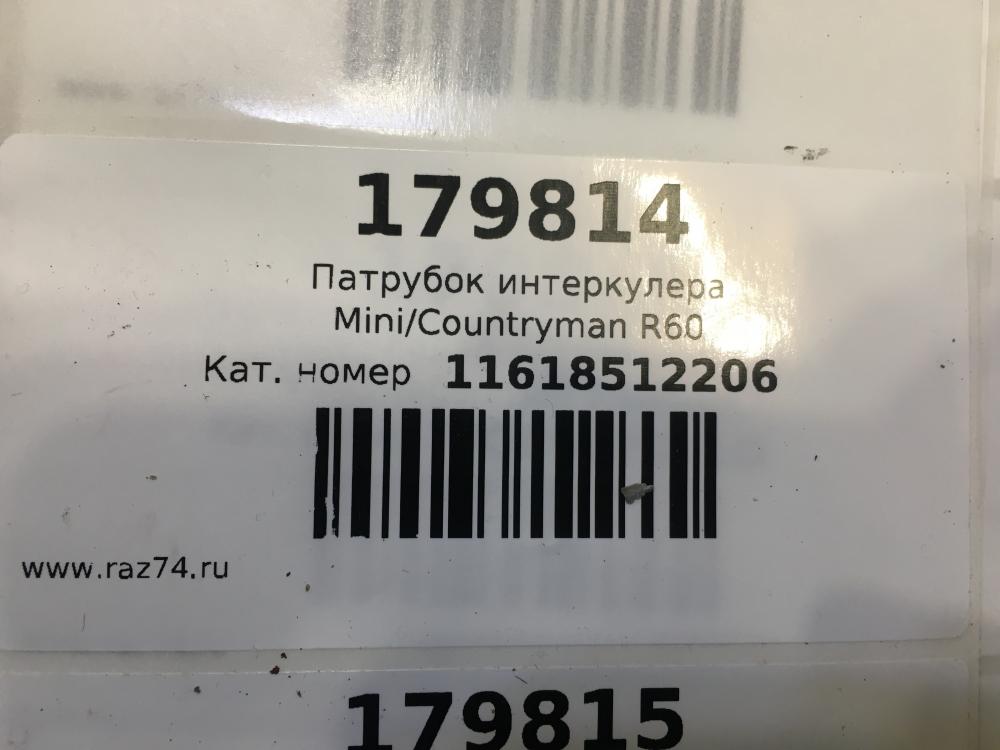 179814
Патрубок интеркулера
Mini/Countryman R60
Кат. номер 11618512206
www.raz74.ru
179815